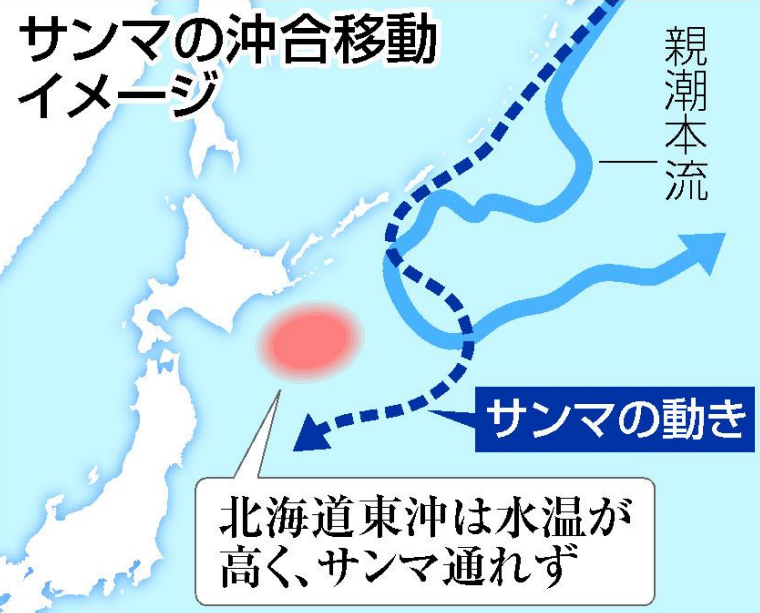 サンマの沖合移動
イメージ
親潮本流
サンマの動き
北海道東沖は水温が
高く、サンマ通れず